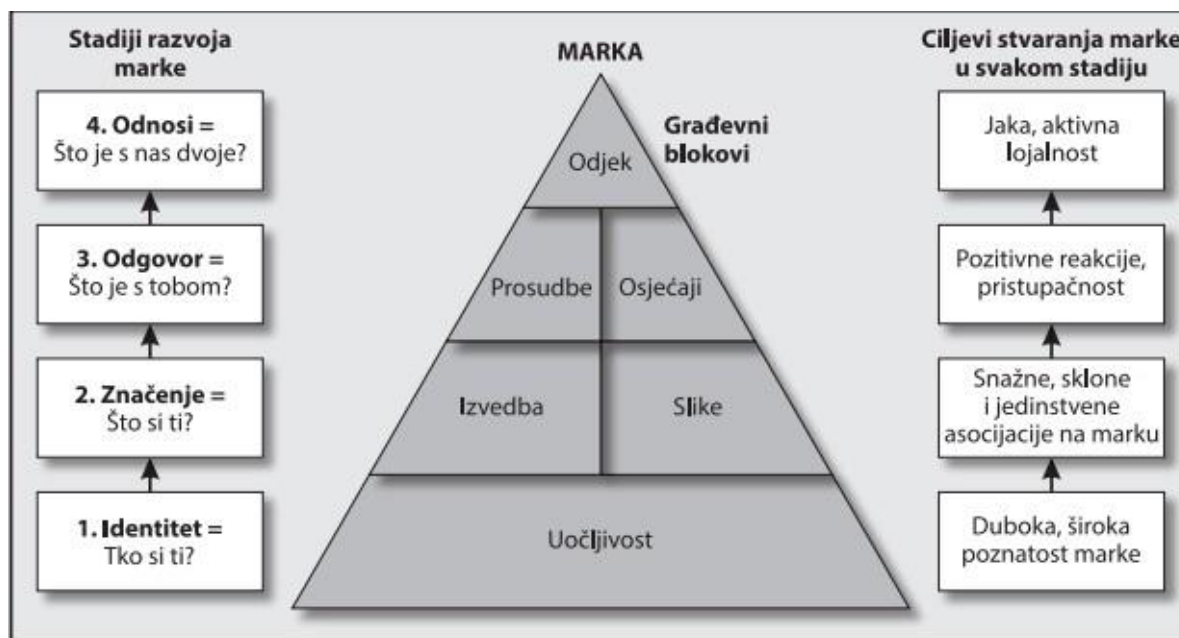 Stadiji razvoja
marke
4. Odnosi =
Što je s nas dvoje?
3. Odgovor =
Što je s tobom?
2. Značenje =
Što si ti?
1. Identitet =
Tko si ti?
MARKA
Građevni
blokovi
Odjek
Prosudbe
Osjećaji
Izvedba
Slike
Uočljivost
Ciljevi stvaranja marke
u svakom stadiju
Jaka, aktivna
lojalnost
Pozitivne reakcije,
pristupačnost
Snažne, sklone
i jedinstvene
asocijacije na marku
Duboka, široka
poznatost marke